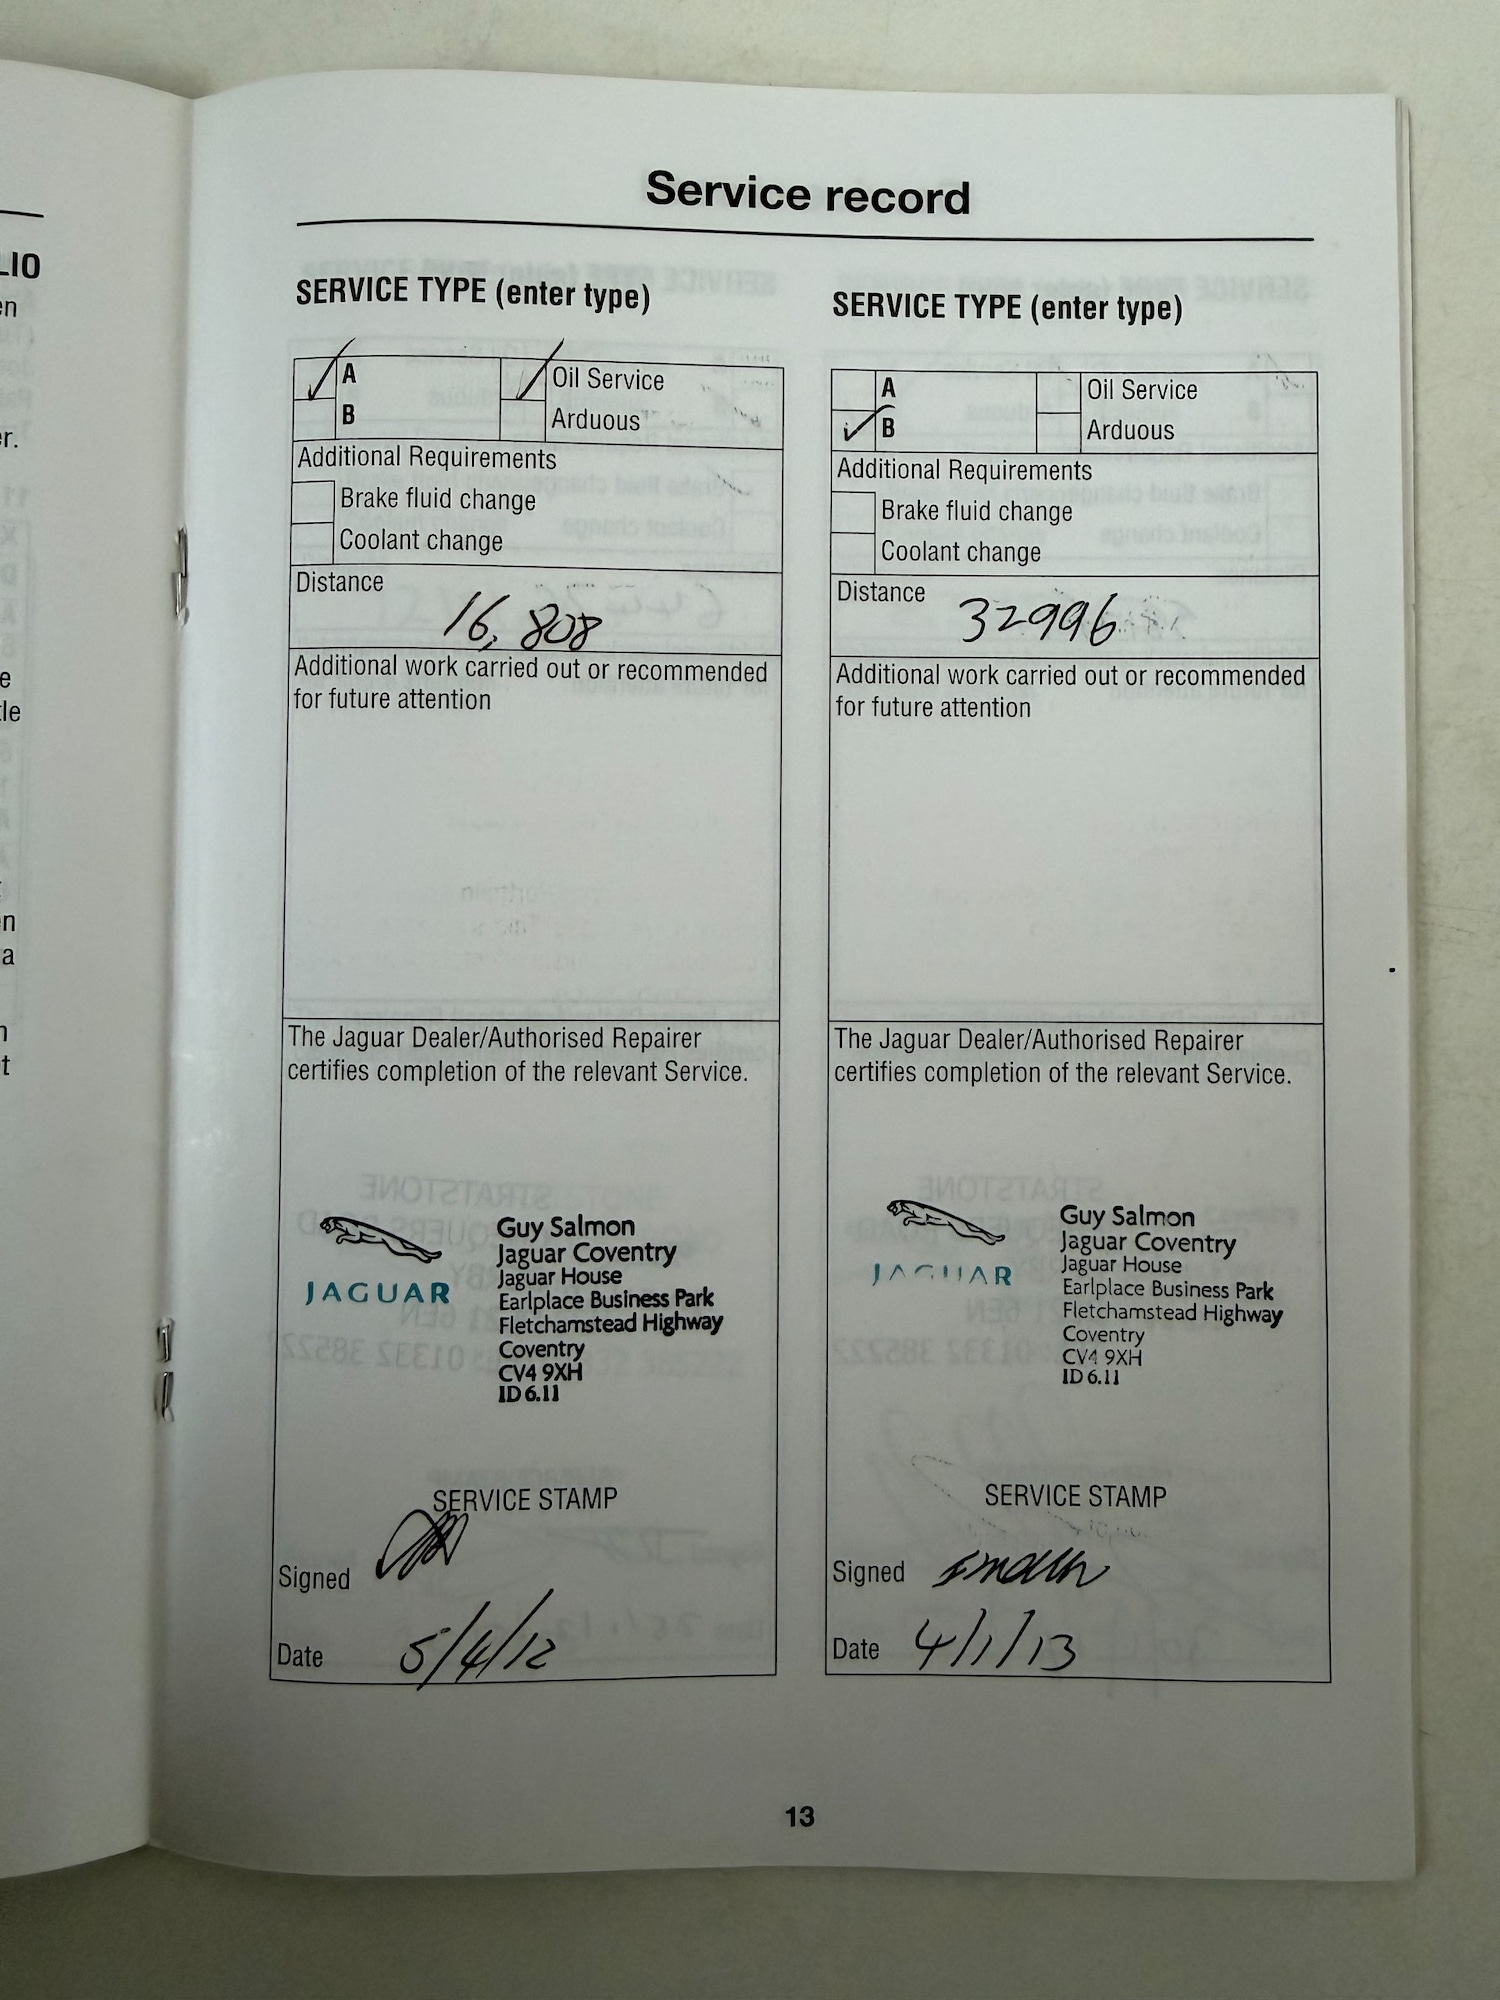 LIO
en
er.
e
tle
en
a
n
t
Service record
SERVICE TYPE (enter type)
A
Oil Service
B
Arduous
Additional Requirements
Brake fluid change
Coolant change
Distance
16,808
Additional work carried out or recommended
for future attention
The Jaguar Dealer/Authorised Repairer
certifies completion of the relevant Service.
JAGUAR
Guy Salmon
Jaguar Coventry
Jaguar House
Earlplace Business Park
Fletchamstead Highway
Coventry
CV4 9XH
ID 6.11
SERVICE STAMP
Signed
Date 5/4/12
SERVICE TYPE (enter type)
A
Oil Service
B
Arduous
Additional Requirements
Brake fluid change
Coolant change
Distance
32996
Additional work carried out or recommended
for future attention
The Jaguar Dealer/Authorised Repairer
certifies completion of the relevant Service.
JAGUAR
Guy Salmon
Jaguar Coventry
Jaguar House
Earlplace Business Park
Fletchamstead Highway
Coventry
CV4 9XH
ID 6.11
SERVICE STAMP
Signed
Date 4/1/13
13